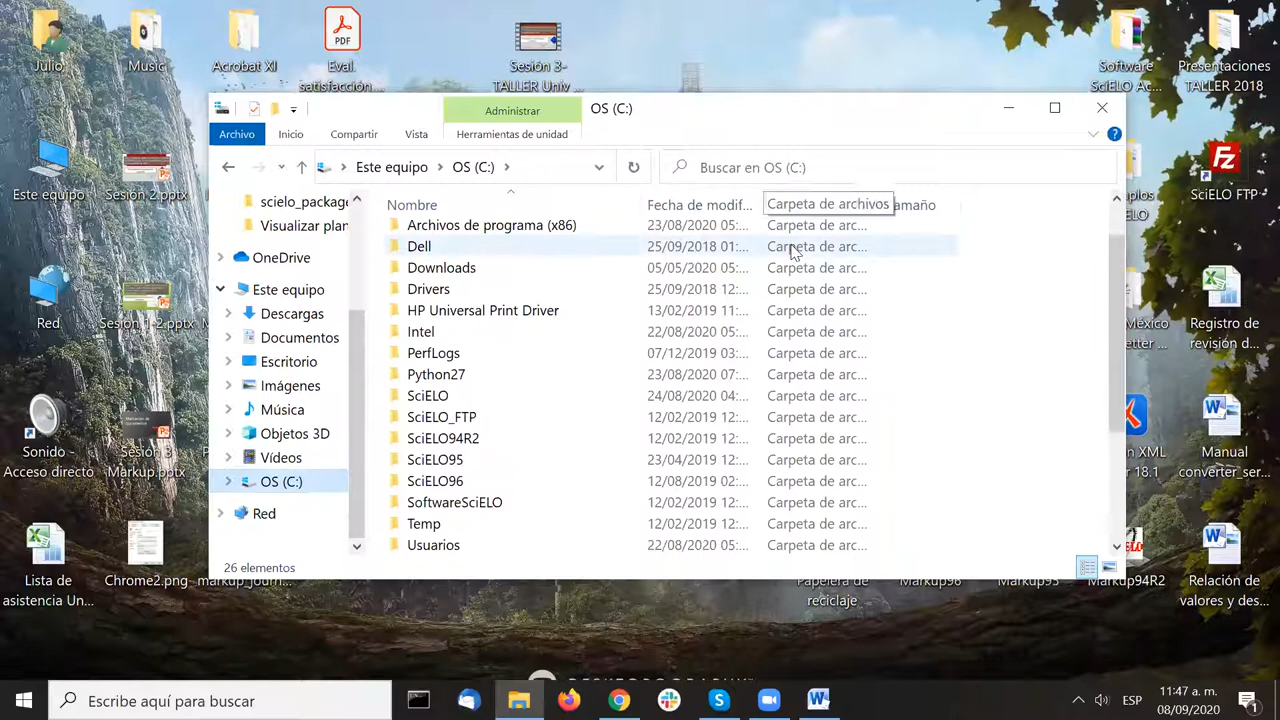 Julio
Music
Acrobat XI
Eval.
satisfacción...
Sesión 3-
TALLER Univ ...
Software
SciELO Ac...
Presentaciones
TALLER 2018
PDF
Administrar
OS (C:)
Archivo
Inicio
Compartir
Vista
Herramientas de unidad
Este equipo
OS (C:)
Buscar en OS (C:)
Este equipo
Sesión 2.pptx
SciELO FTP
scielo_package
Visualizar plan
OneDrive
Este equipo
Descargas
Documentos
Escritorio
Imágenes
Música
Objetos 3D
Vídeos
OS (C:)
Red
Nombre
Fecha de modif...
Carpeta de archivos
amaño
Archivos de programa (x86)
23/08/2020 05:...
Carpeta de arc...
Dell
25/09/2018 01:...
Carpeta de arc...
Downloads
05/05/2020 05:...
Carpeta de arc...
Drivers
25/09/2018 12:...
Carpeta de arc...
HP Universal Print Driver
13/02/2019 11:...
Carpeta de arc...
Intel
22/08/2020 05:...
Carpeta de arc...
PerfLogs
07/12/2019 03:...
Carpeta de arc...
Python27
23/08/2020 07:...
Carpeta de arc...
SciELO
24/08/2020 04:...
Carpeta de arc...
SciELO_FTP
12/02/2019 12:...
Carpeta de arc...
SciELO94R2
12/02/2019 12:...
Carpeta de arc...
SciELO95
23/04/2019 12:...
Carpeta de arc...
SciELO96
12/08/2019 02:...
Carpeta de arc...
SoftwareSciELO
12/02/2019 12:...
Carpeta de arc...
Temp
12/02/2019 12:...
Carpeta de arc...
Usuarios
22/08/2020 05:...
Carpeta de arc...
26 elementos
Red
Sesión 1-2.pptx
México
etter ...
Registro de
revisión d...
Sonido
Acceso directo
Markup.pptx
n XML
r 18.1
Manual
converter_ser...
Lista de
asistencia Un...
Chrome2.png
markup_journ...
Papelera de
reciclaje
Markup96
Markup95
Markup94R2
Relación de
valores y des...
Escribe aquí para buscar
ESP
11:47 a. m.
08/09/2020
1